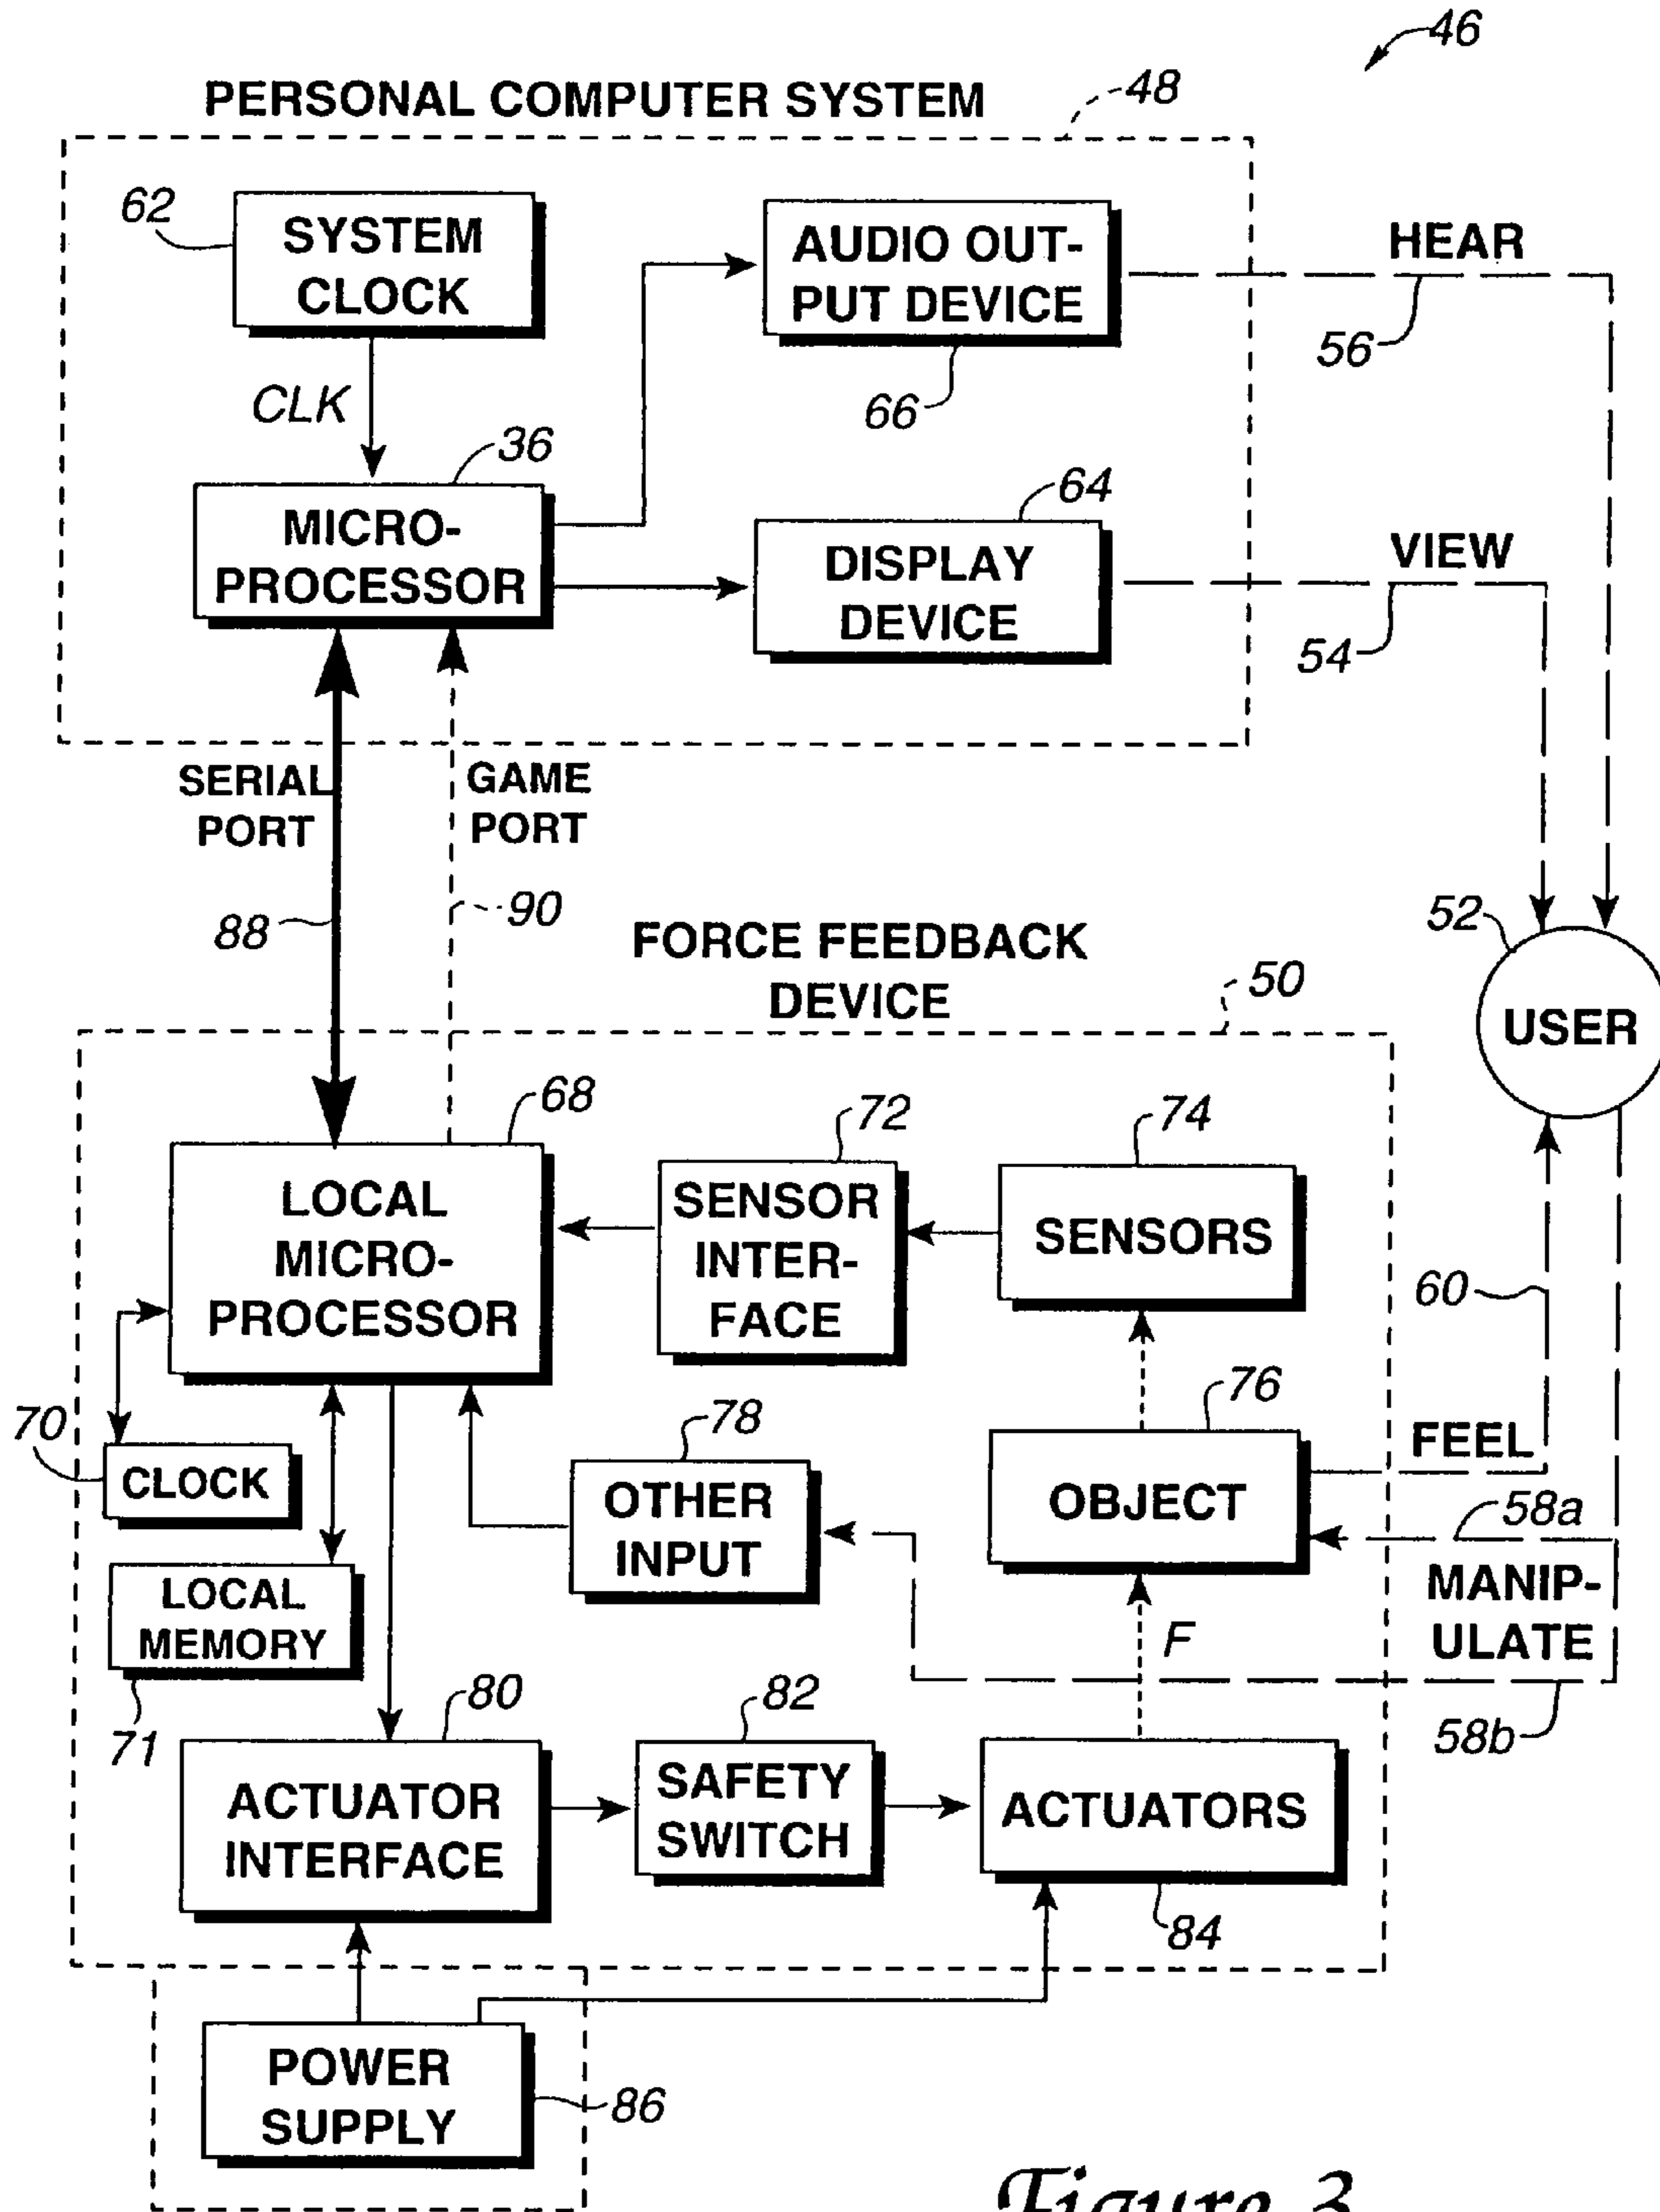 46
PERSONAL COMPUTER SYSTEM
48
62
SYSTEM
CLOCK
AUDIO OUT-
PUT DEVICE
HEAR
56
66
CLK
36
MICRO-
PROCESSOR
64
DISPLAY
DEVICE
VIEW
54
SERIAL
PORT
GAME
PORT
88
90
FORCE FEEDBACK
DEVICE
50
52
USER
68
LOCAL
MICRO-
PROCESSOR
72
SENSOR
INTER-
FACE
74
SENSORS
60
70
CLOCK
78
OTHER
INPUT
76
OBJECT
FEEL
58a
MANIP-
ULATE
58b
LOCAL
MEMORY
71
F
80
ACTUATOR
INTERFACE
82
SAFETY
SWITCH
ACTUATORS
84
POWER
SUPPLY
86
Figure 3